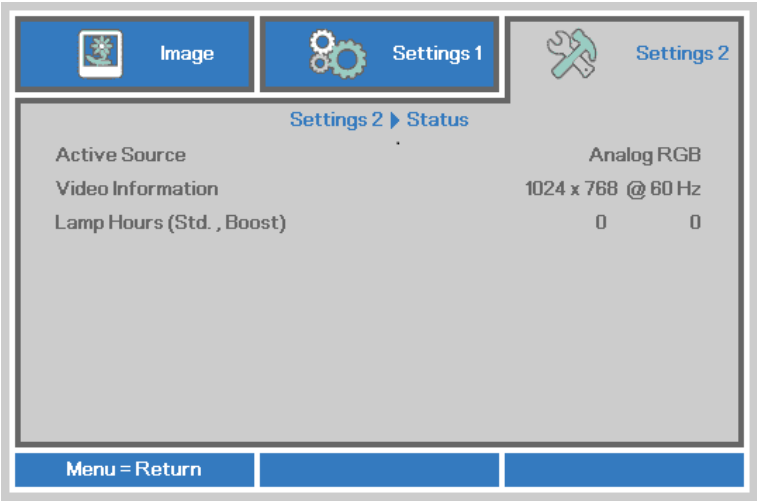 Image
Settings 1
Settings 2
Settings 2 ▶ Status
Active Source Analog RGB
Video Information 1024 x 768 @ 60 Hz
Lamp Hours (Std. , Boost) 0 0
Menu = Return